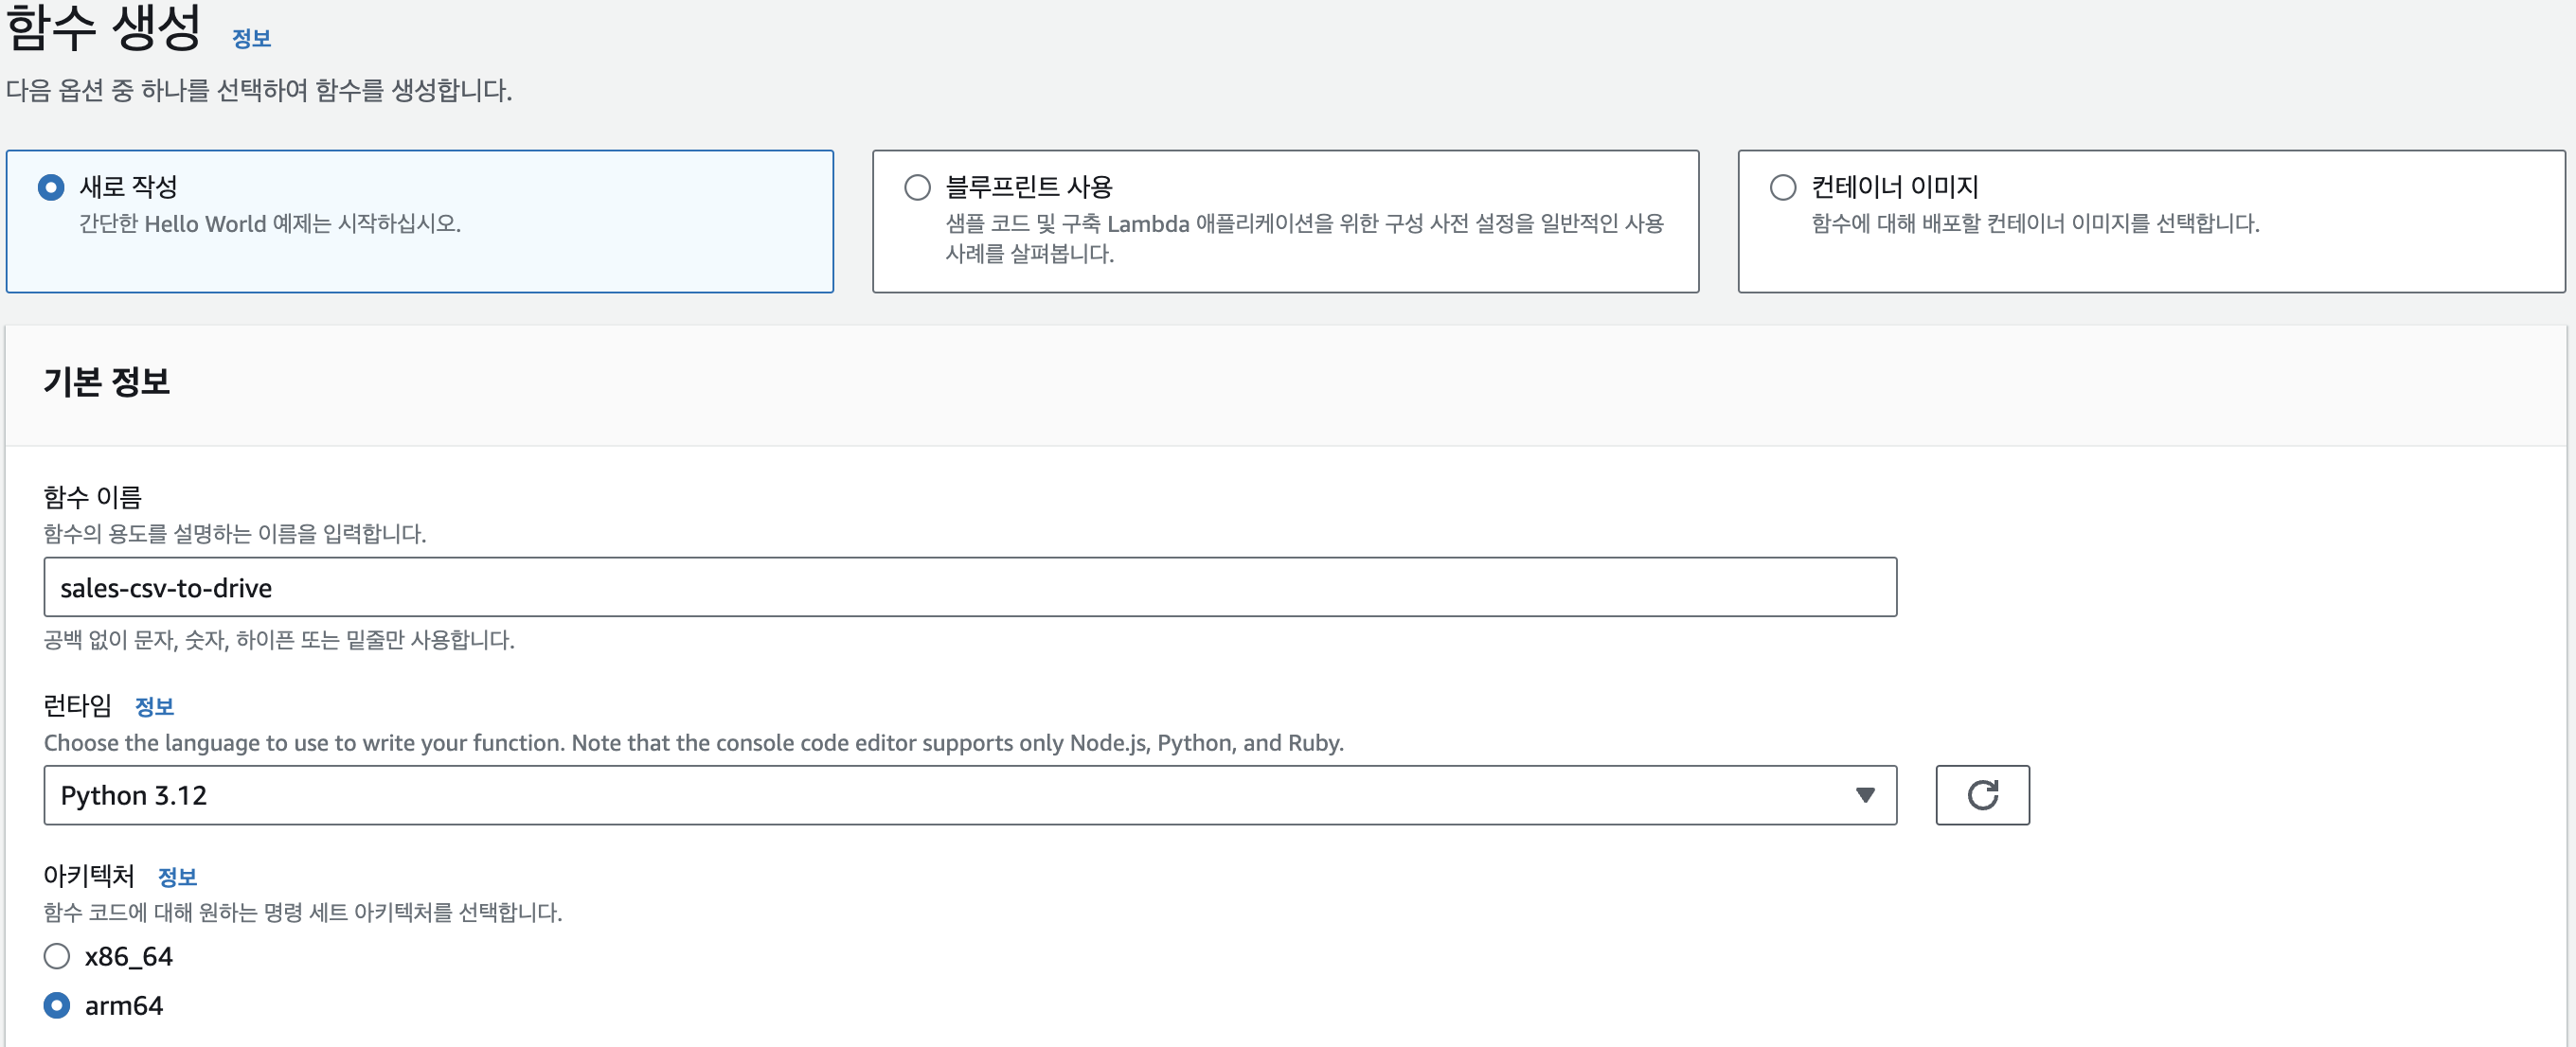 함수 생성 정보
다음 옵션 중 하나를 선택하여 함수를 생성합니다.
새로 작성
간단한 Hello World 예제는 시작하십시오.
블루프린트 사용
샘플 코드 및 구축 Lambda 애플리케이션을 위한 구성 사전 설정을 일반적인 사용
사례를 살펴봅니다.
컨테이너 이미지
함수에 대해 배포할 컨테이너 이미지를 선택합니다.
기본 정보
함수 이름
함수의 용도를 설명하는 이름을 입력합니다.
sales-csv-to-drive
공백 없이 문자, 숫자, 하이픈 또는 밑줄만 사용합니다.
런타임 정보
Choose the language to use to write your function. Note that the console code editor supports only Node.js, Python, and Ruby.
Python 3.12
아키텍처 정보
함수 코드에 대해 원하는 명령 세트 아키텍처를 선택합니다.
x86_64
arm64